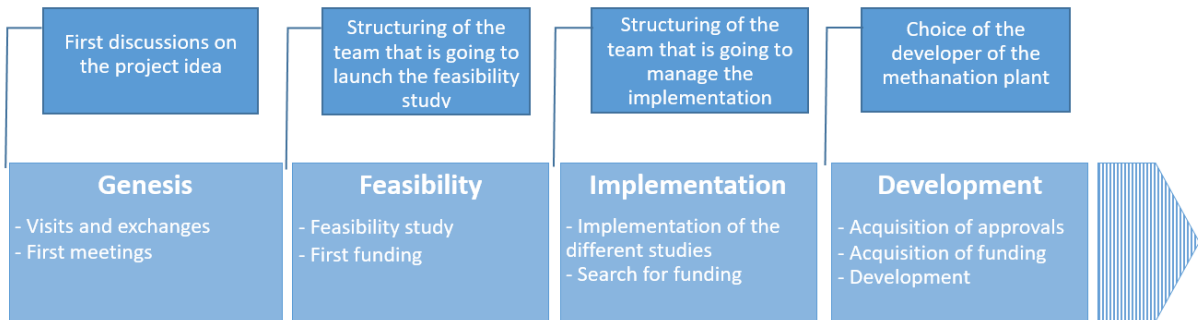 First discussions on
the project idea
Structuring of the
team that is going to
launch the feasibility
study
Structuring of the
team that is going to
manage the
implementation
Choice of the
developer of the
methanation plant
Genesis
- Visits and exchanges
- First meetings
Feasibility
- Feasibility study
- First funding
Implementation
- Implementation of the
different studies
- Search for funding
Development
- Acquisition of approvals
- Acquisition of funding
- Development